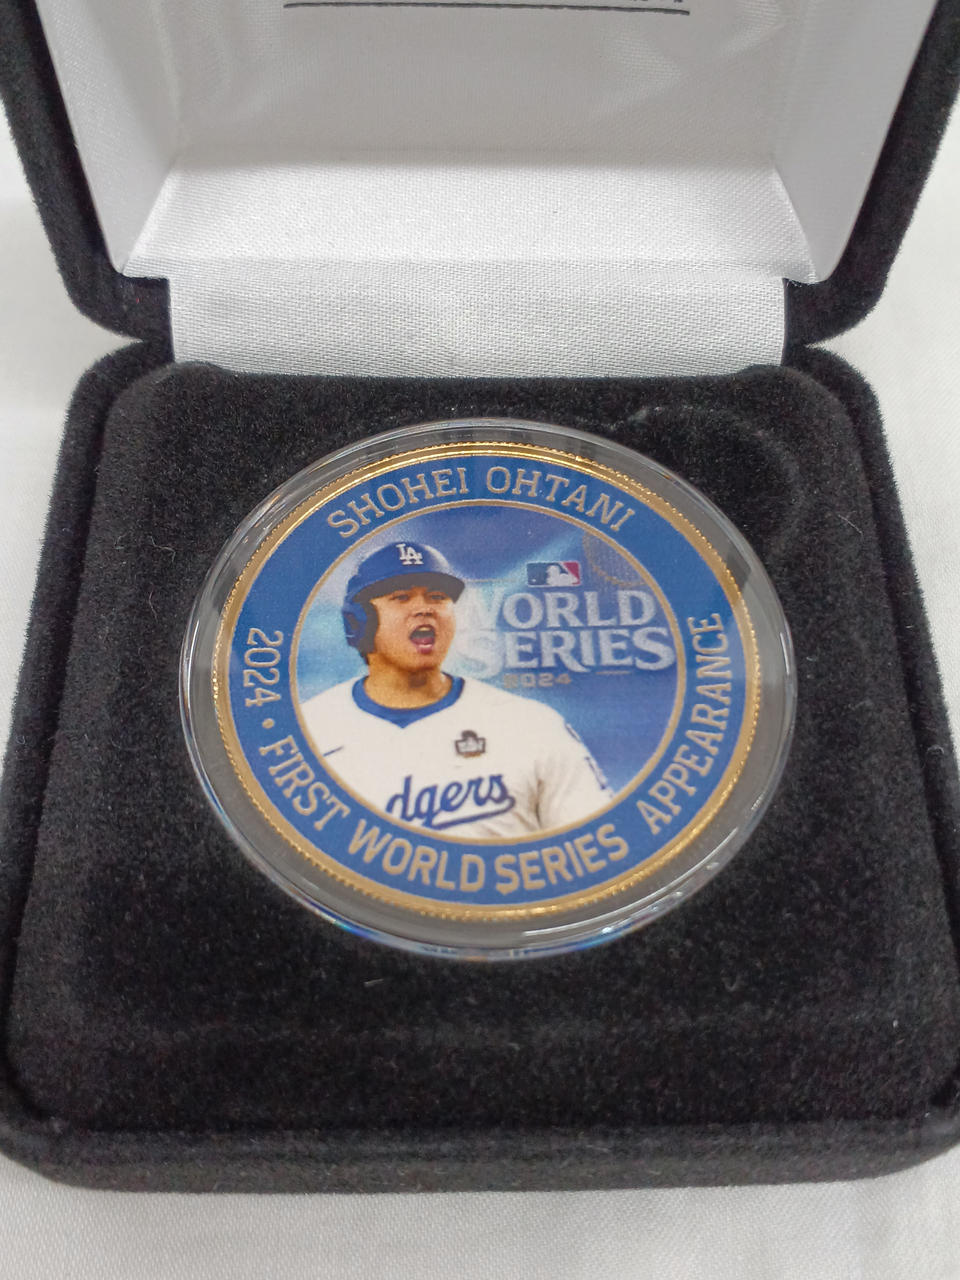 SHOHEI OHTANI
LA
WORLD
SERIES
2024
dgers
2024 • FIRST WORLD SERIES APPEARANCE